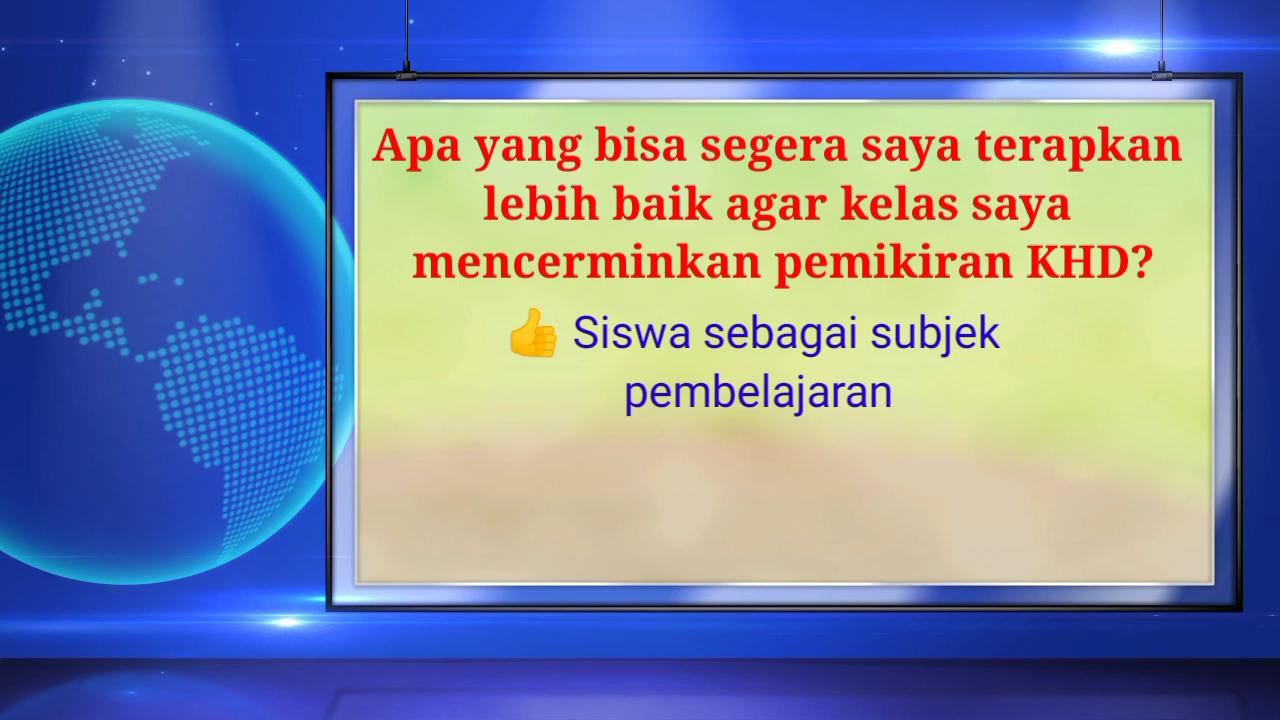 Apa yang bisa segera saya terapkan
lebih baik agar kelas saya
mencerminkan pemikiran KHD?
👍 Siswa sebagai subjek
pembelajaran